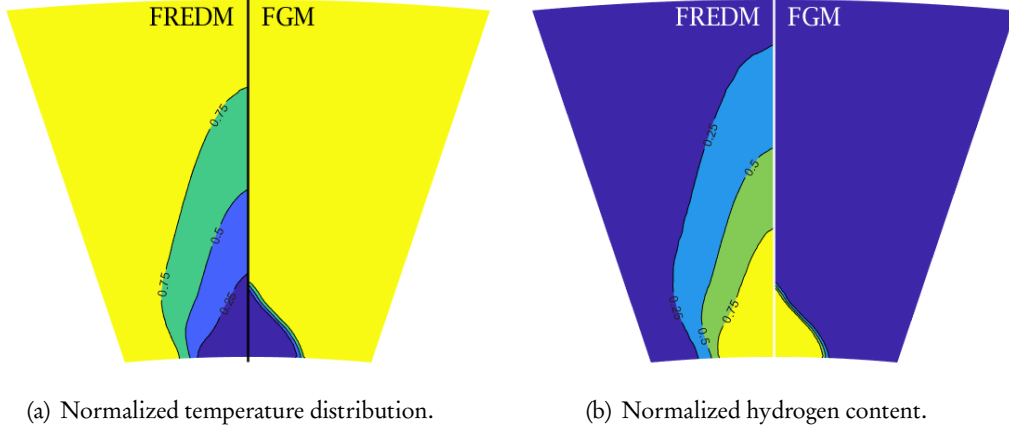 FREDM FGM
0.75
0.5
0.75
0.25
FREDM FGM
0.25
0.5
0.25
0.75
0.5
(a) Normalized temperature distribution.
(b) Normalized hydrogen content.